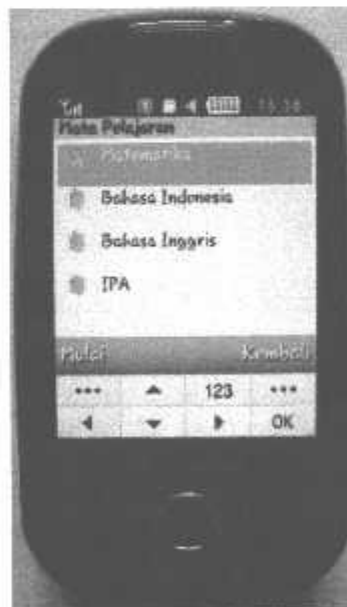 Mata Pelajaran
Matematika
Bahasa Indonesia
Bahasa Inggris
IPA
Mulai Kembali
••• 123 •••
OK